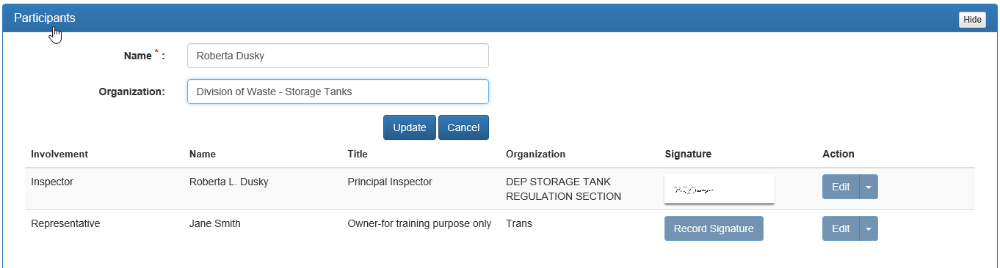 Participants
Hide
Name * :
Roberta Dusky
Organization:
Division of Waste - Storage Tanks
Update Cancel
Involvement Name Title Organization Signature Action
Inspector Roberta L. Dusky Principal Inspector DEP STORAGE TANK Edit
REGULATION SECTION
Representative Jane Smith Owner-for training purpose only Trans Record Signature Edit